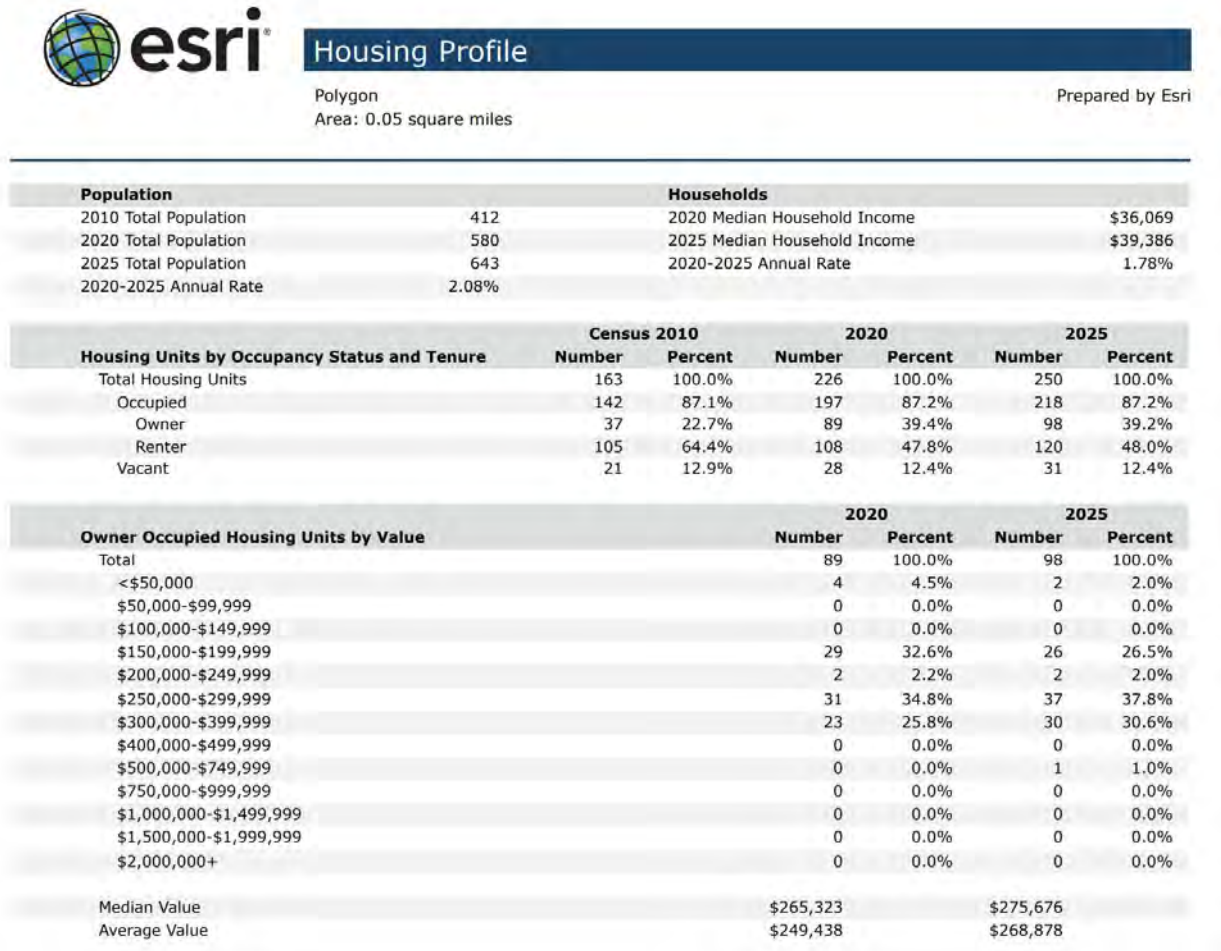 esri
Housing Profile
Polygon Prepared by Esri
Area: 0.05 square miles
Population Households
2010 Total Population 412 2020 Median Household Income $36,069
2020 Total Population 580 2025 Median Household Income $39,386
2025 Total Population 643 2020-2025 Annual Rate 1.78%
2020-2025 Annual Rate 2.08%
Census 2010 2020 2025
Housing Units by Occupancy Status and Tenure Number Percent Number Percent Number Percent
Total Housing Units 163 100.0% 226 100.0% 250 100.0%
Occupied 142 87.1% 197 87.2% 218 87.2%
Owner 37 22.7% 89 39.4% 98 39.2%
Renter 105 64.4% 108 47.8% 120 48.0%
Vacant 21 12.9% 28 12.4% 31 12.4%
2020 2025
Owner Occupied Housing Units by Value Number Percent Number Percent
Total 89 100.0% 98 100.0%
<$50,000 4 4.5% 2 2.0%
$50,000-$99,999 0 0.0% 0 0.0%
$100,000-$149,999 0 0.0% 0 0.0%
$150,000-$199,999 29 32.6% 26 26.5%
$200,000-$249,999 2 2.2% 2 2.0%
$250,000-$299,999 31 34.8% 37 37.8%
$300,000-$399,999 23 25.8% 30 30.6%
$400,000-$499,999 0 0.0% 0 0.0%
$500,000-$749,999 0 0.0% 1 1.0%
$750,000-$999,999 0 0.0% 0 0.0%
$1,000,000-$1,499,999 0 0.0% 0 0.0%
$1,500,000-$1,999,999 0 0.0% 0 0.0%
$2,000,000+ 0 0.0% 0 0.0%
Median Value $265,323 $275,676
Average Value $249,438 $268,878